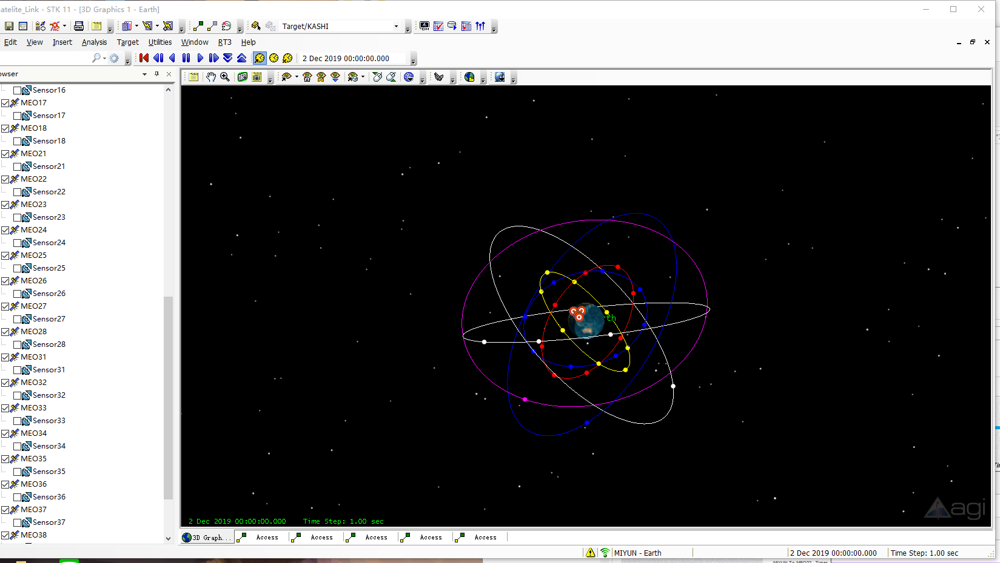 atelite_Link - STK 11 - [3D Graphics 1 - Earth]
Target/KASHI
Edit View Insert Analysis Target Utilities Window RT3 Help
2 Dec 2019 00:00:00.000
owser
Sensor16
MEO17
Sensor17
MEO18
Sensor18
MEO21
Sensor21
MEO22
Sensor22
MEO23
Sensor23
MEO24
Sensor24
MEO25
Sensor25
MEO26
Sensor26
MEO27
Sensor27
MEO28
Sensor28
MEO31
Sensor31
MEO32
Sensor32
MEO33
Sensor33
MEO34
Sensor34
MEO35
Sensor35
MEO36
Sensor36
MEO37
Sensor37
MEO38
th
agi
2 Dec 2019 00:00:00.000 Time Step: 1.00 sec
3D Graph... Access Access Access Access Access
MIYUN - Earth 2 Dec 2019 00:00:00.000 Time Step: 1.00 sec